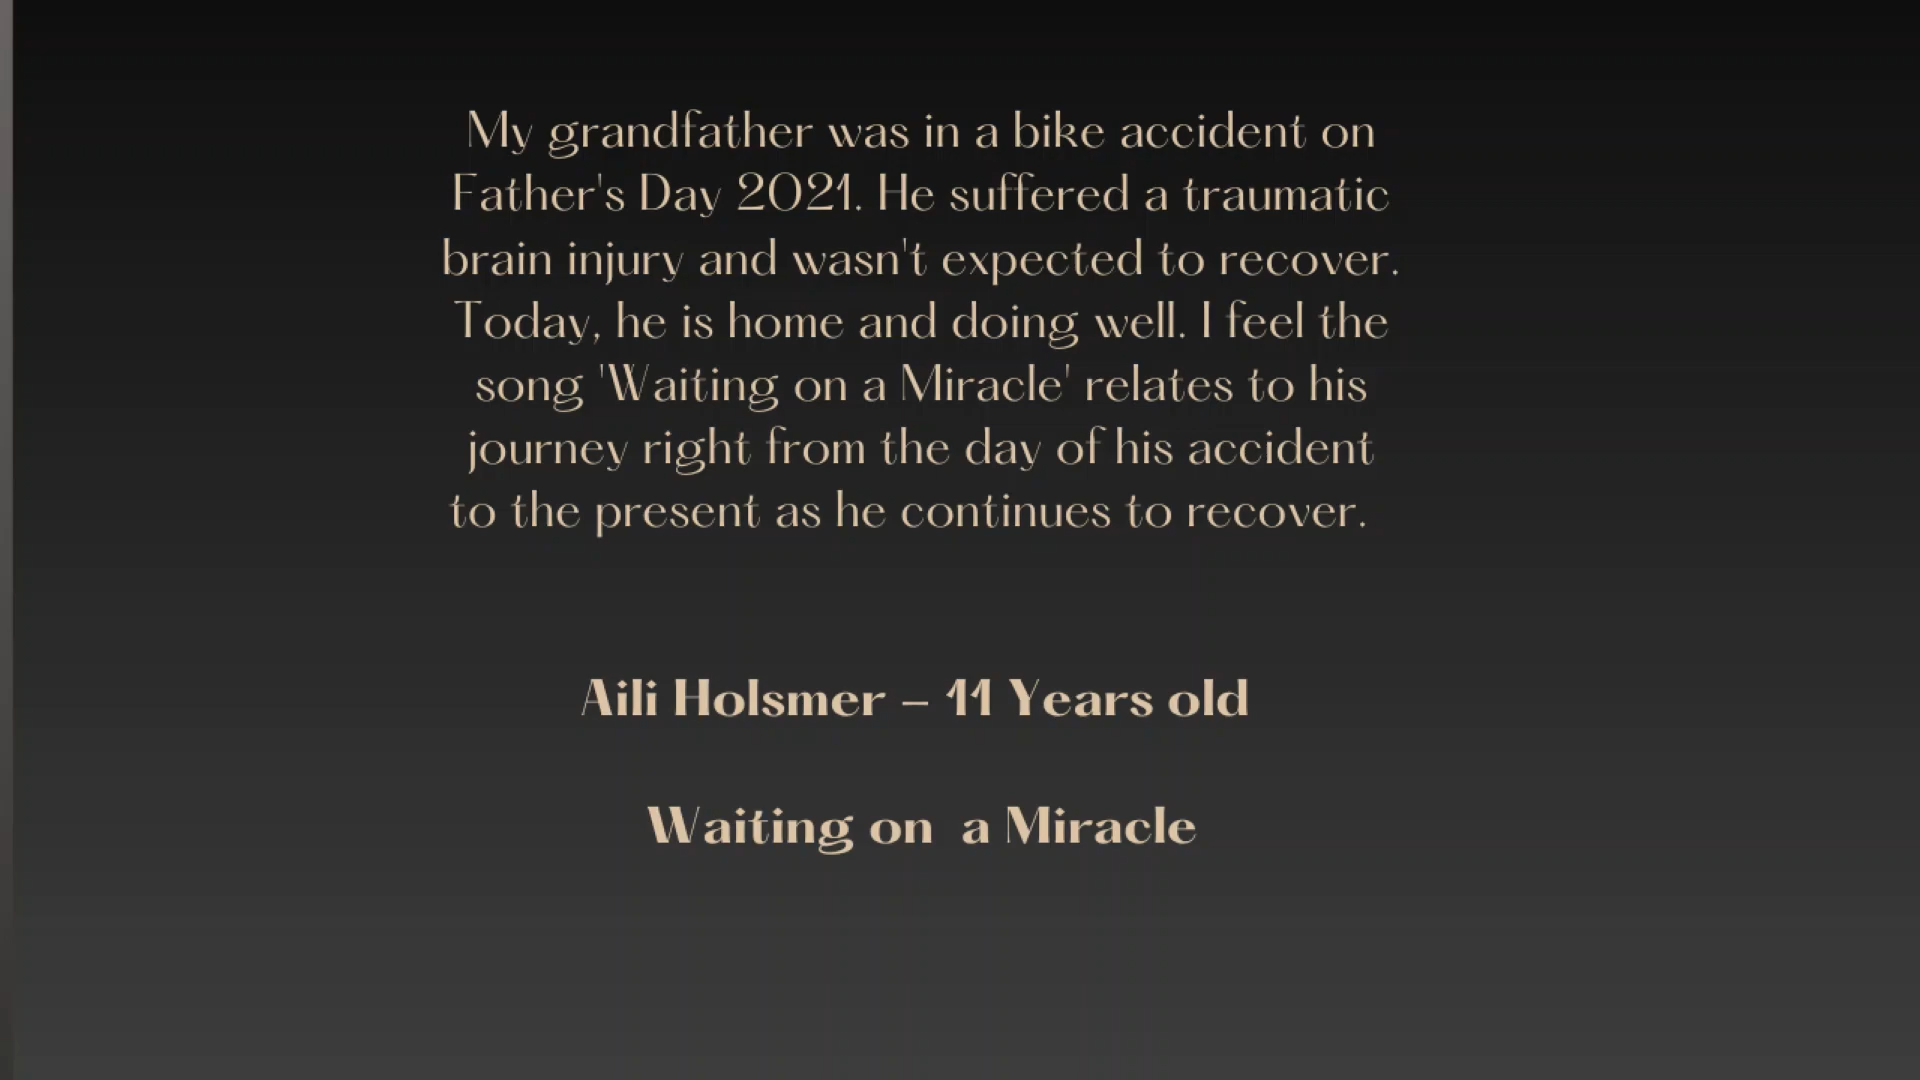 My grandfather was in a bike accident on
Father's Day 2021. He suffered a traumatic
brain injury and wasn't expected to recover.
Today, he is home and doing well. I feel the
song 'Waiting on a Miracle' relates to his
journey right from the day of his accident
to the present as he continues to recover.
Aili Holsmer – 11 Years old
Waiting on a Miracle